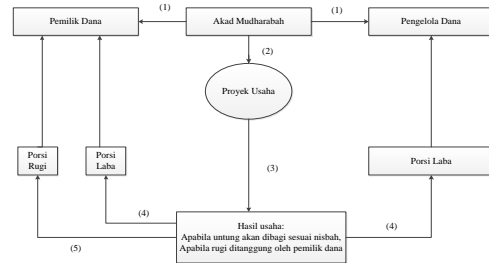 (1)
(1)
Pemilik Dana
Akad Mudharabah
Pengelola Dana
(2)
Proyek Usaha
(3)
Porsi
Rugi
Porsi
Laba
Porsi Laba
(4)
(4)
(5)
Hasil usaha:
Apabila untung akan dibagi sesuai nisbah,
Apabila rugi ditanggung oleh pemilik dana